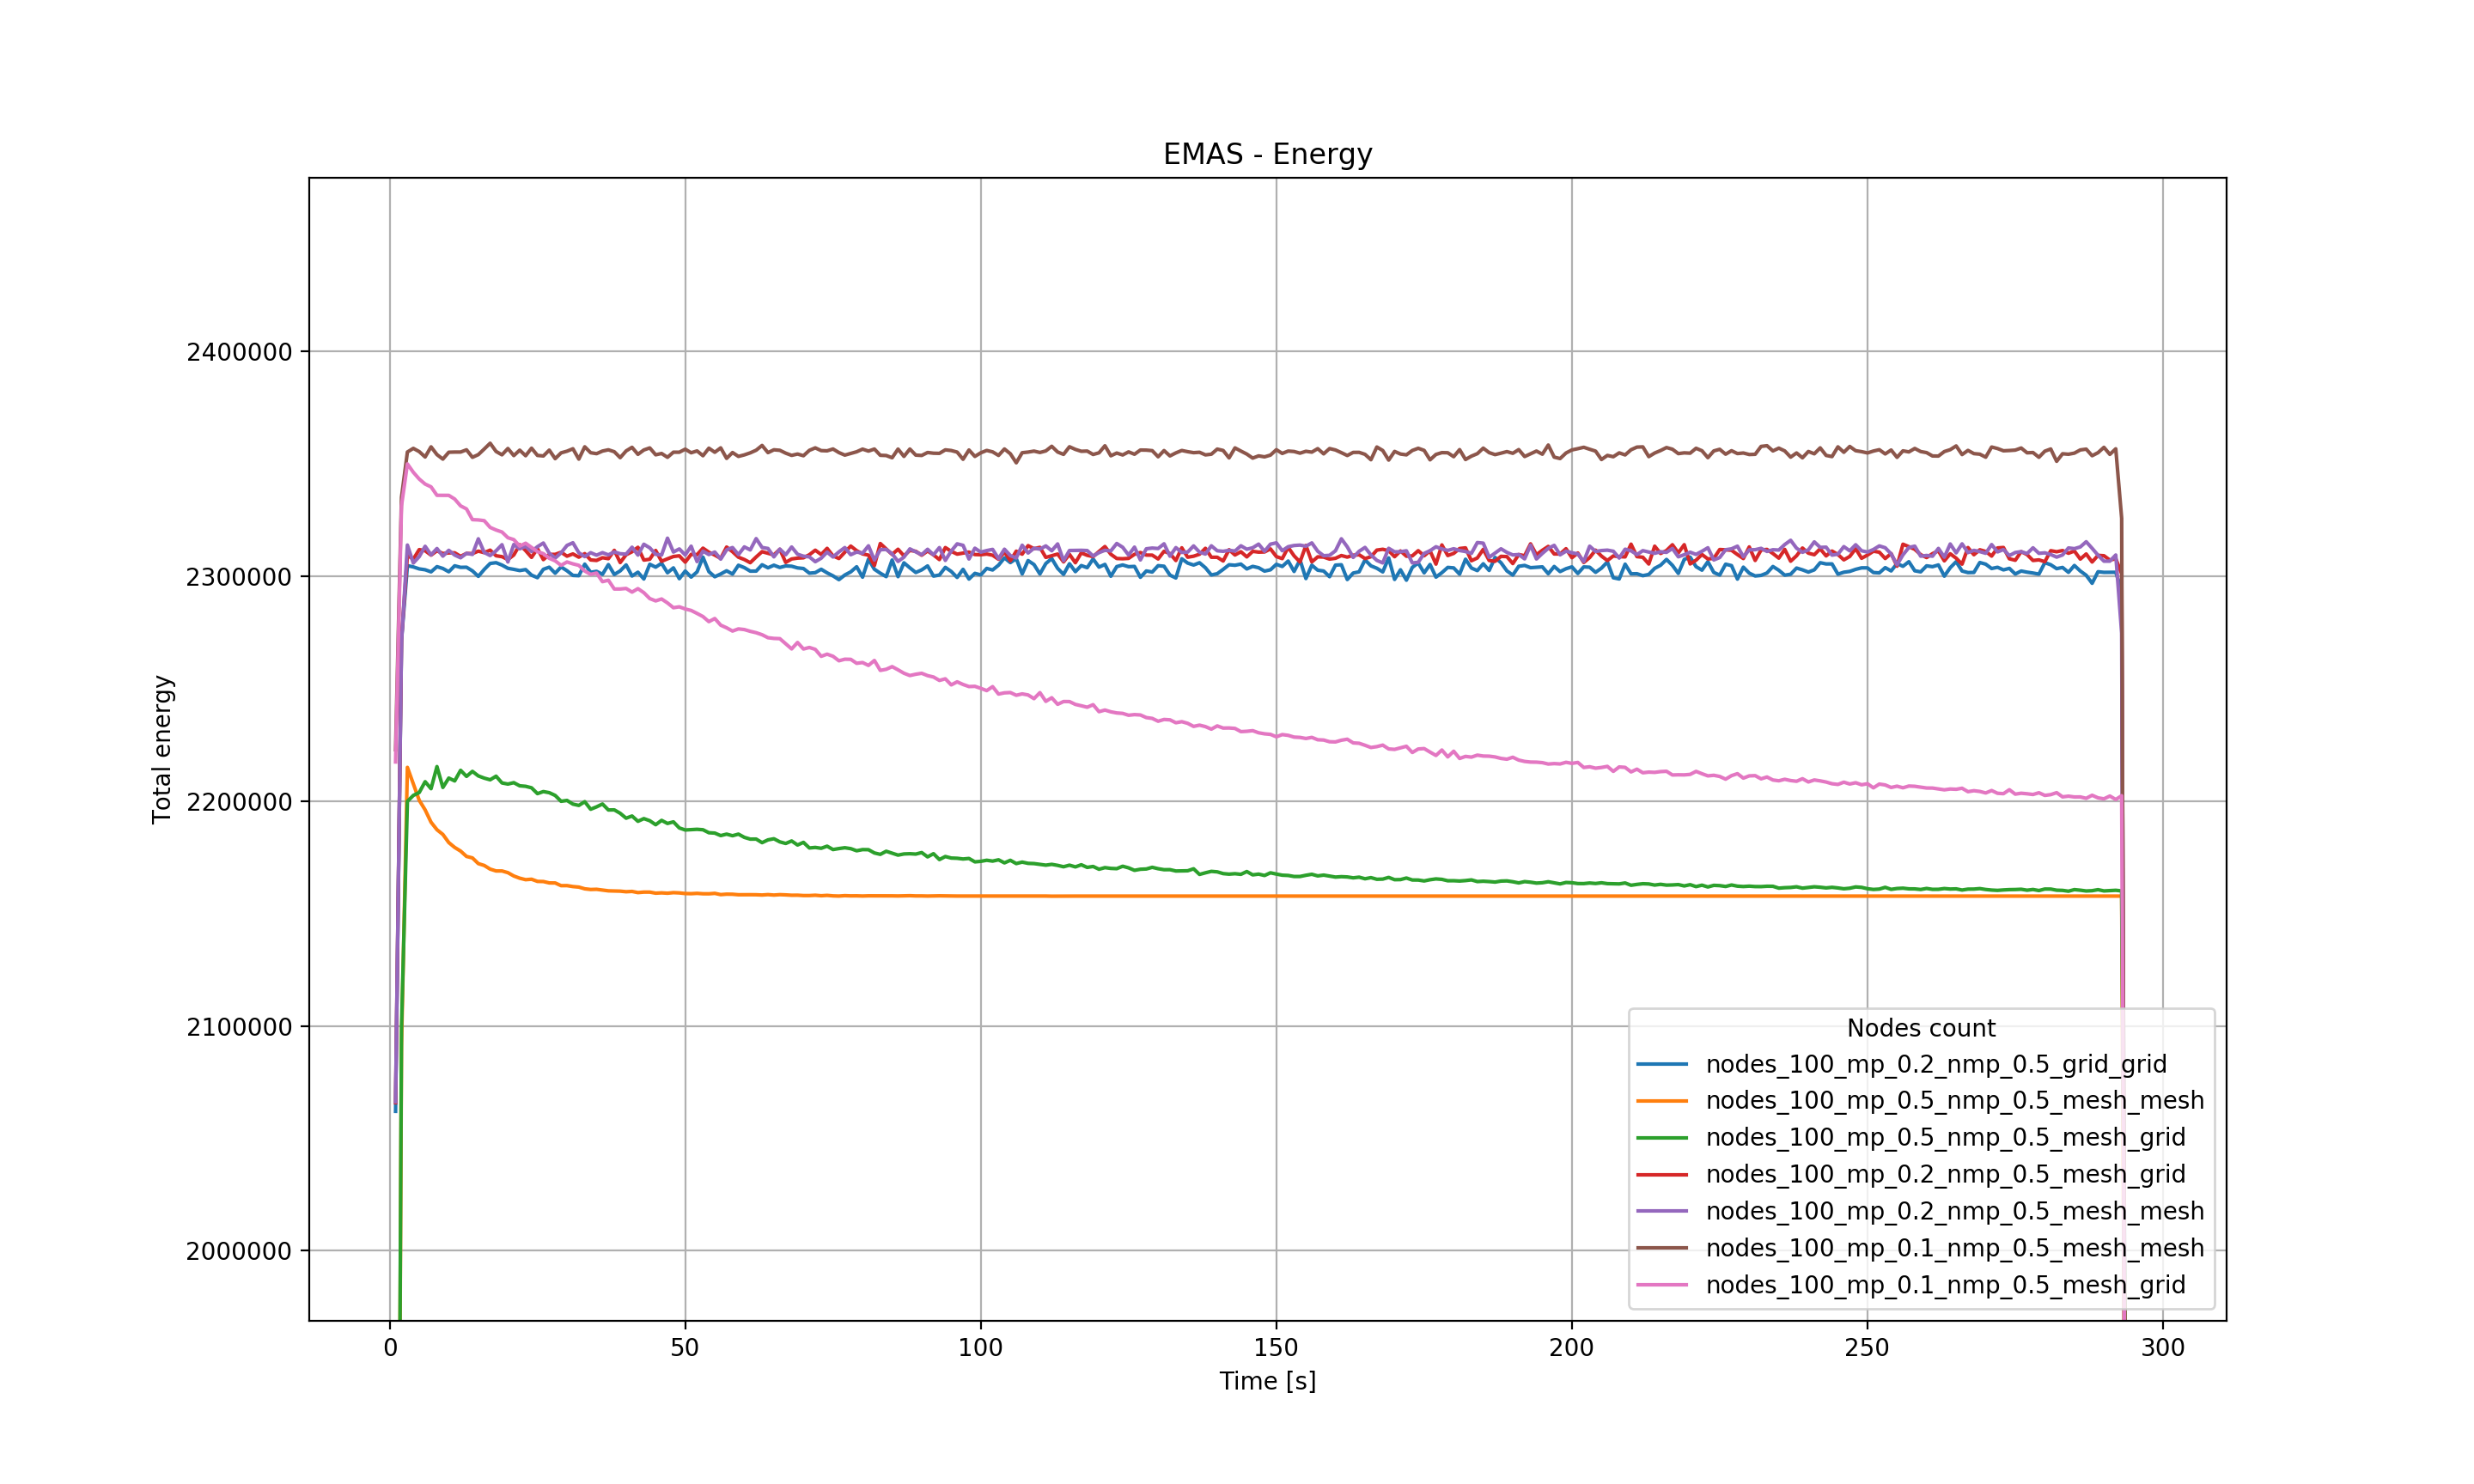 EMAS - Energy
Total energy
2400000
2300000
2200000
2100000
2000000
0
50
100
150
200
250
300
Time [s]
Nodes count
nodes_100_mp_0.2_nmp_0.5_grid_grid
nodes_100_mp_0.5_nmp_0.5_mesh_mesh
nodes_100_mp_0.5_nmp_0.5_mesh_grid
nodes_100_mp_0.2_nmp_0.5_mesh_grid
nodes_100_mp_0.2_nmp_0.5_mesh_mesh
nodes_100_mp_0.1_nmp_0.5_mesh_mesh
nodes_100_mp_0.1_nmp_0.5_mesh_grid